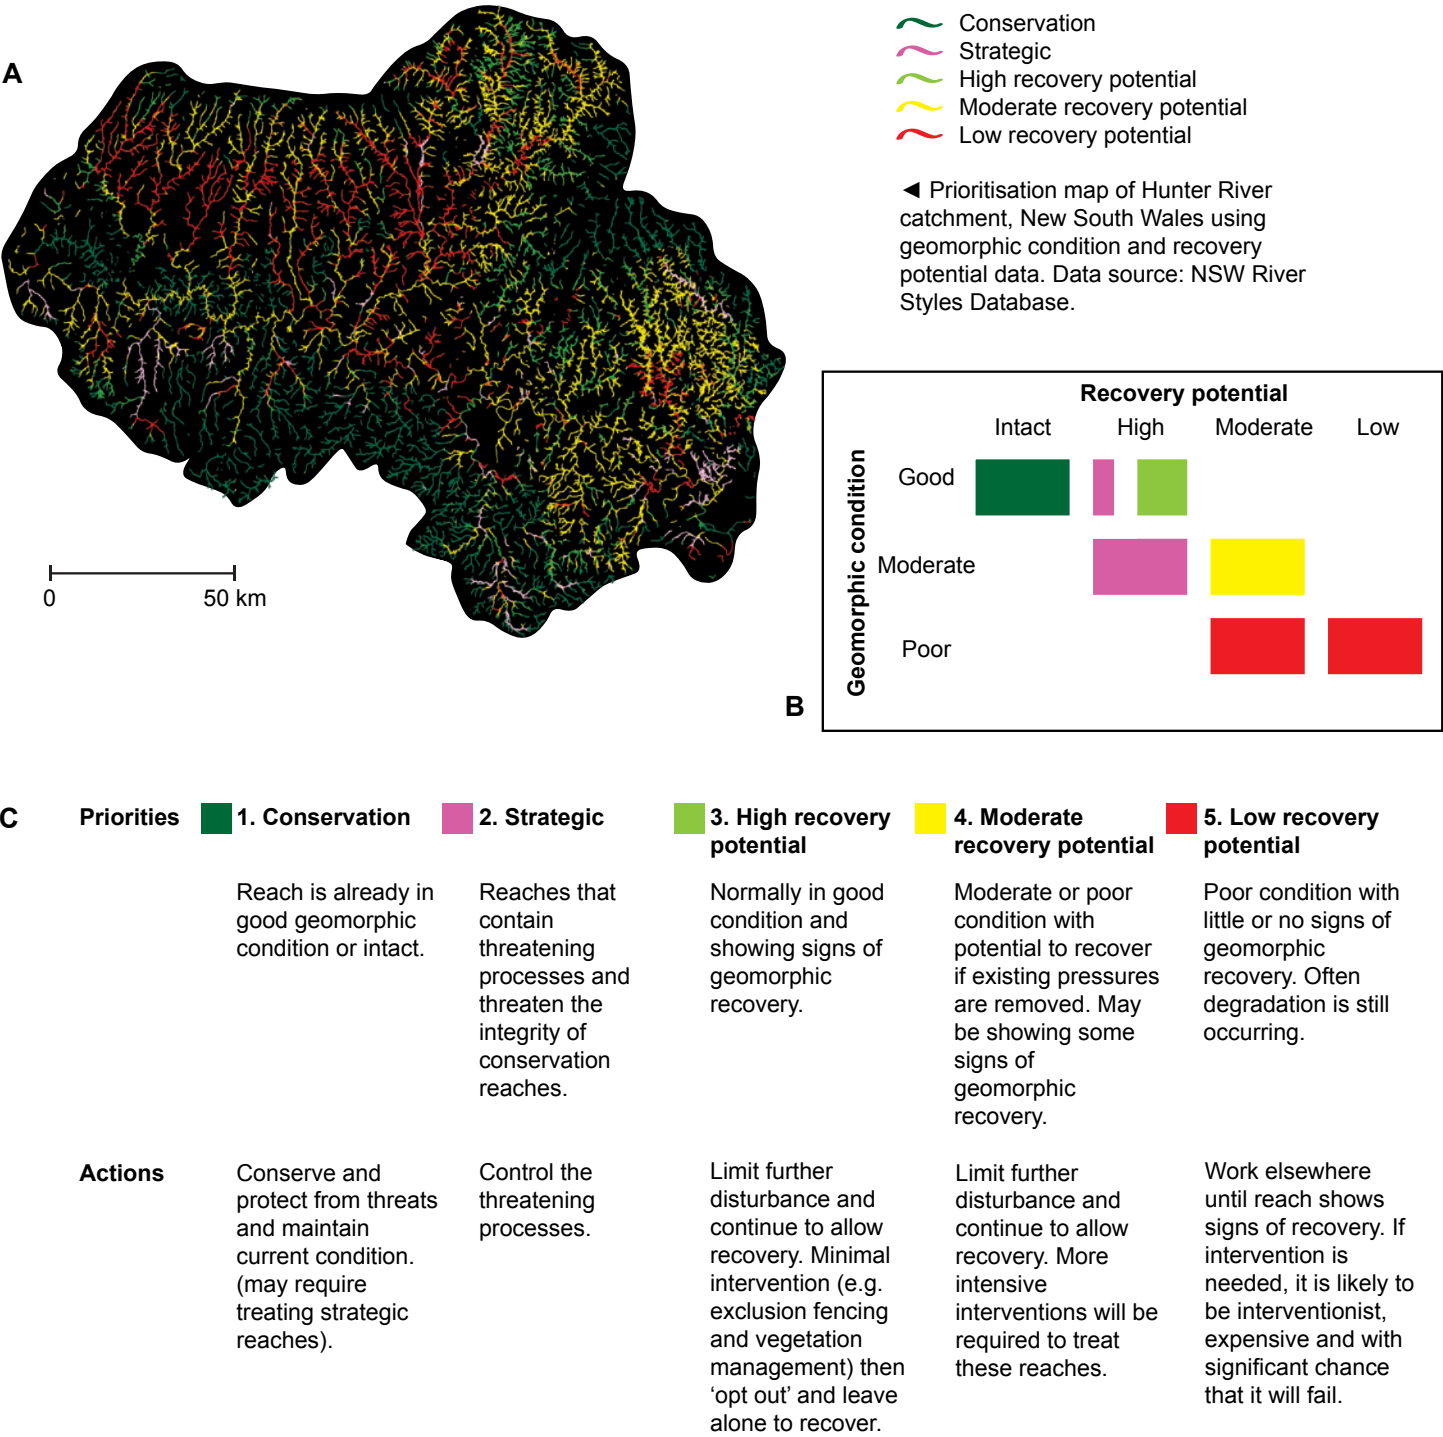 A
Conservation
Strategic
High recovery potential
Moderate recovery potential
Low recovery potential
◄ Prioritisation map of Hunter River
catchment, New South Wales using
geomorphic condition and recovery
potential data. Data source: NSW River
Styles Database.
0 50 km
B
Recovery potential
Intact High Moderate Low
Geomorphic condition
Good
Moderate
Poor
C
Priorities
1. Conservation
2. Strategic
3. High recovery
potential
4. Moderate
recovery potential
5. Low recovery
potential
Reach is already in
good geomorphic
condition or intact.
Reaches that
contain
threatening
processes and
threaten the
integrity of
conservation
reaches.
Normally in good
condition and
showing signs of
geomorphic
recovery.
Moderate or poor
condition with
potential to recover
if existing pressures
are removed. May
be showing some
signs of
geomorphic
recovery.
Poor condition with
little or no signs of
geomorphic
recovery. Often
degradation is still
occurring.
Actions
Conserve and
protect from threats
and maintain
current condition.
(may require
treating strategic
reaches).
Control the
threatening
processes.
Limit further
disturbance and
continue to allow
recovery. Minimal
intervention (e.g.
exclusion fencing
and vegetation
management) then
‘opt out’ and leave
alone to recover.
Limit further
disturbance and
continue to allow
recovery. More
intensive
interventions will be
required to treat
these reaches.
Work elsewhere
until reach shows
signs of recovery. If
intervention is
needed, it is likely to
be interventionist,
expensive and with
significant chance
that it will fail.